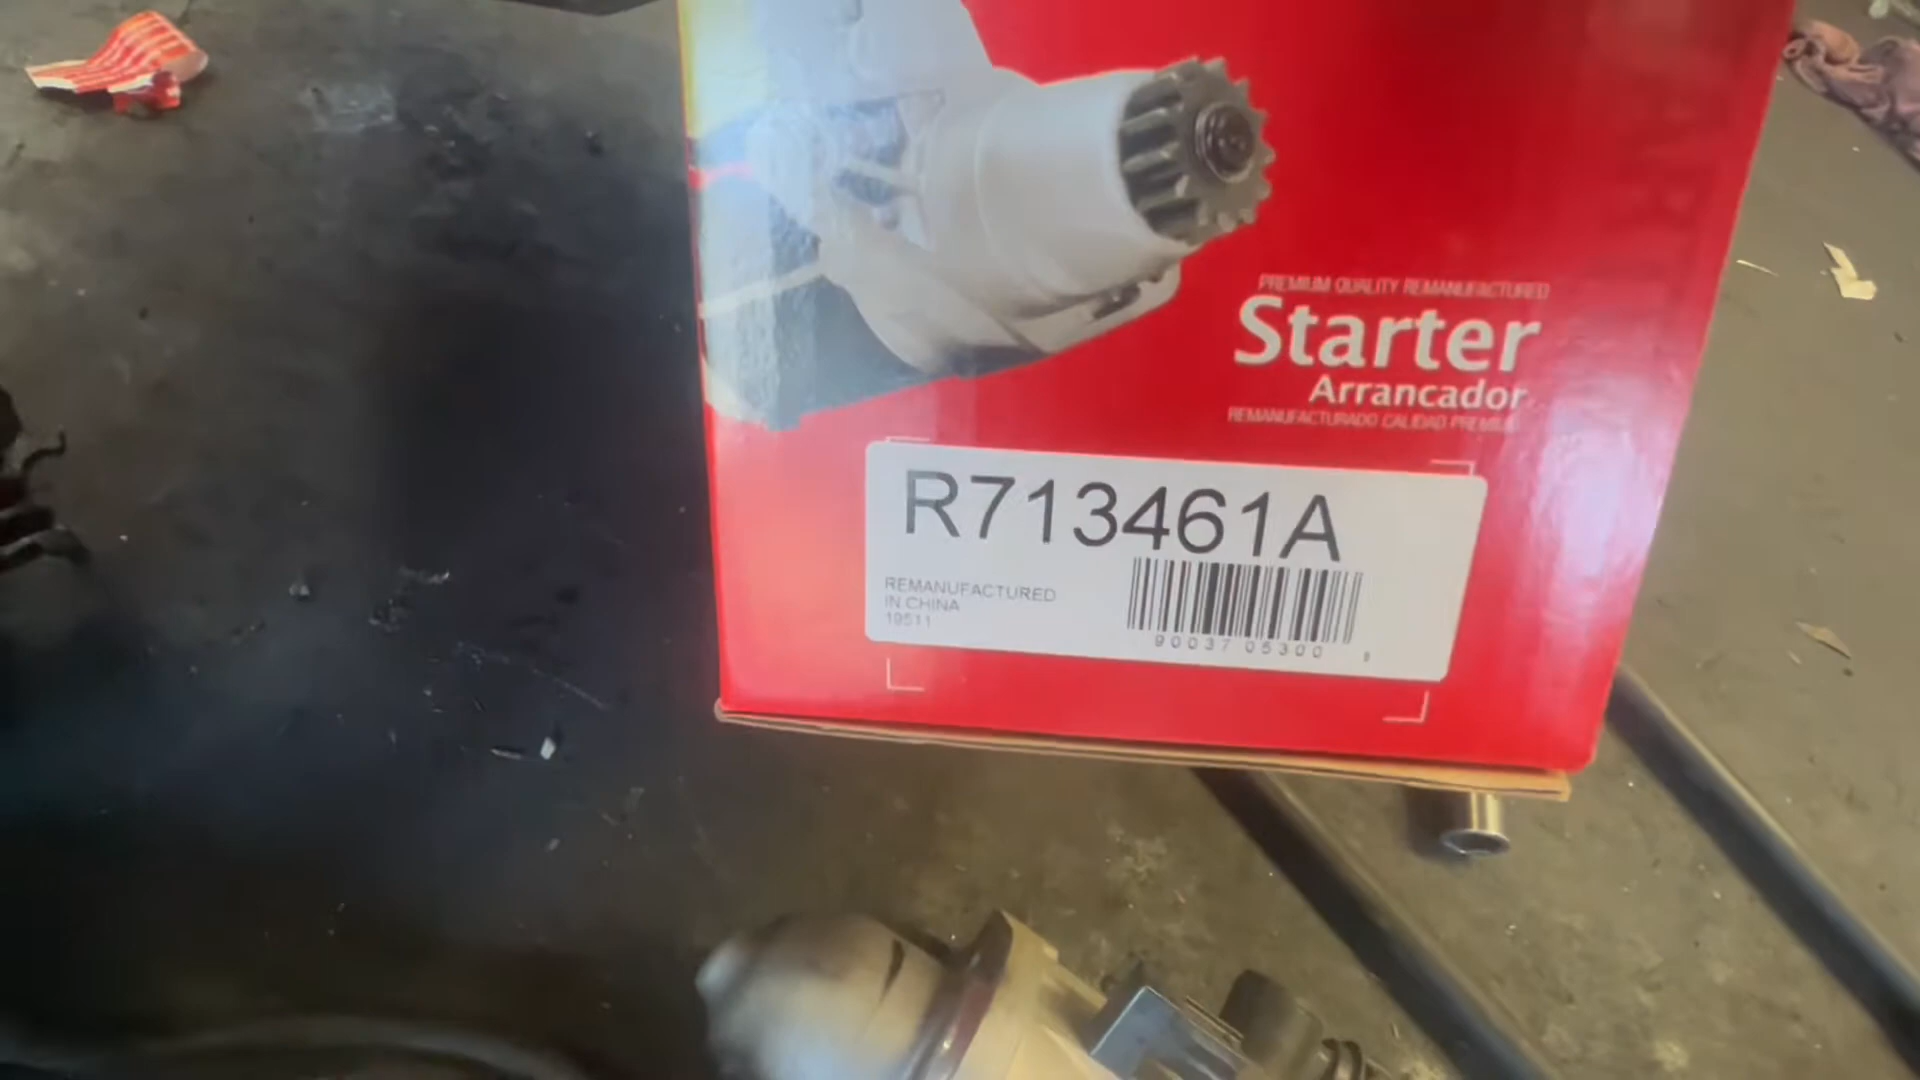 PREMIUM QUALITY REMANUFACTURED
Starter
Arrancador
REMANUFACTURADO CALIDAD PREMIUM
R713461A
REMANUFACTURED
IN CHINA
19511
90037 05300